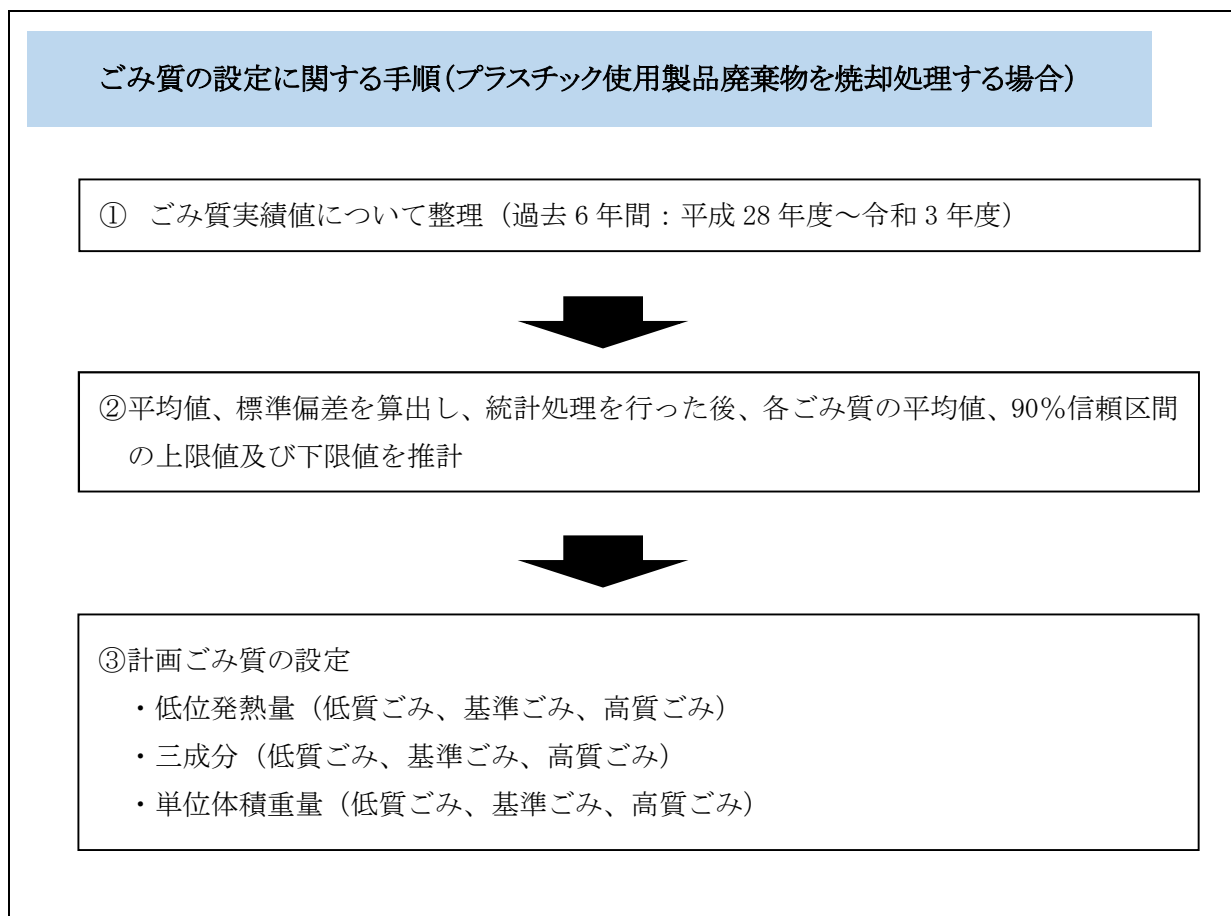 ごみ質の設定に関する手順(プラスチック使用製品廃棄物を焼却処理する場合)
① ごみ質実績値について整理（過去 6 年間：平成 28 年度～令和 3 年度）
②平均値、標準偏差を算出し、統計処理を行った後、各ごみ質の平均値、90％信頼区間
の上限値及び下限値を推計
③計画ごみ質の設定
・低位発熱量（低質ごみ、基準ごみ、高質ごみ）
・三成分（低質ごみ、基準ごみ、高質ごみ）
・単位体積重量（低質ごみ、基準ごみ、高質ごみ）